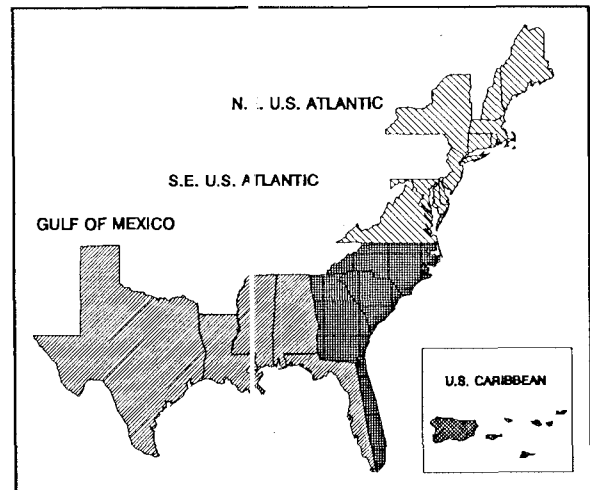 N. E. U.S. ATLANTIC
S.E. U.S. ATLANTIC
GULF OF MEXICO
U.S. CARIBBEAN